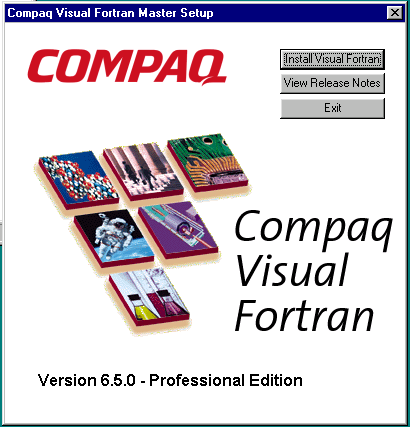 Compaq Visual Fortran Master Setup
COMPAQ
Install Visual Fortran
View Release Notes
Exit
Compaq
Visual
Fortran
Version 6.5.0 - Professional Edition